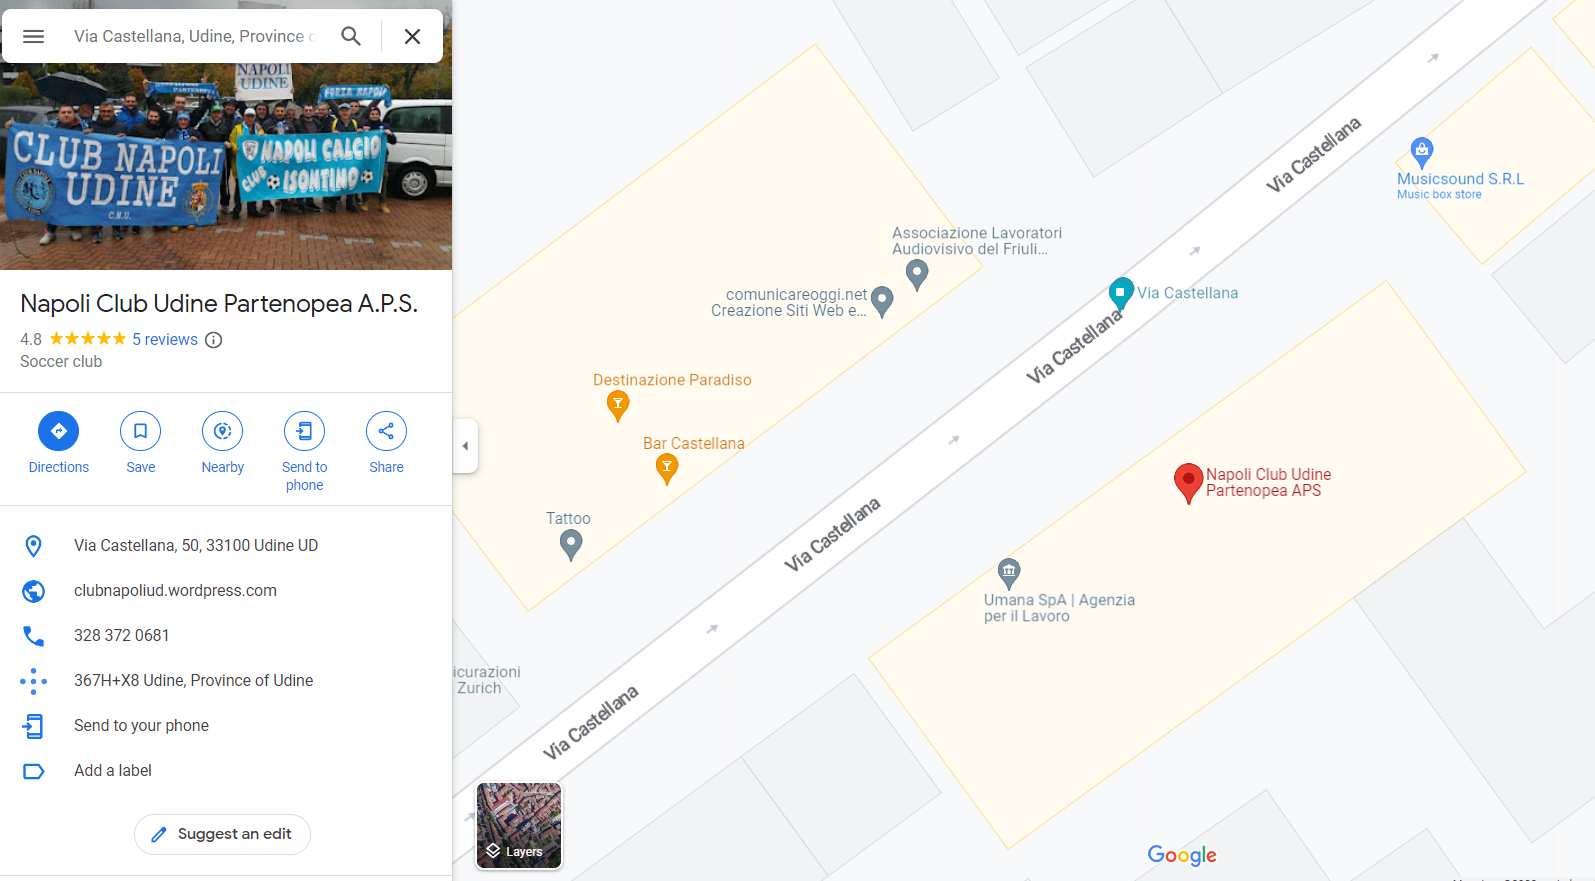 Via Castellana, Udine, Province o
NAPOLI
UDINE
PARTENOPEA
FORZA NAPOLI
CLUB NAPOLI
UDINE
C.N.U.
NAPOLI CALCIO
CLUB ISONTINO
Napoli Club Udine Partenopea A.P.S.
4.8 5 reviews
Soccer club
Directions
Save
Nearby
Send to
phone
Share
Via Castellana, 50, 33100 Udine UD
clubnapoliud.wordpress.com
328 372 0681
367H+X8 Udine, Province of Udine
Send to your phone
Add a label
Suggest an edit
Via Castellana
Musicsound S.R.L
Music box store
Associazione Lavoratori
Audiovisivo del Friuli...
comunicareoggi.net
Creazione Siti Web e...
Via Castellana
Via Castellana
Destinazione Paradiso
Bar Castellana
Napoli Club Udine
Partenopea APS
Tattoo
Via Castellana
Umana SpA | Agenzia
per il Lavoro
icurazioni
Zurich
Via Castellana
Layers
Google